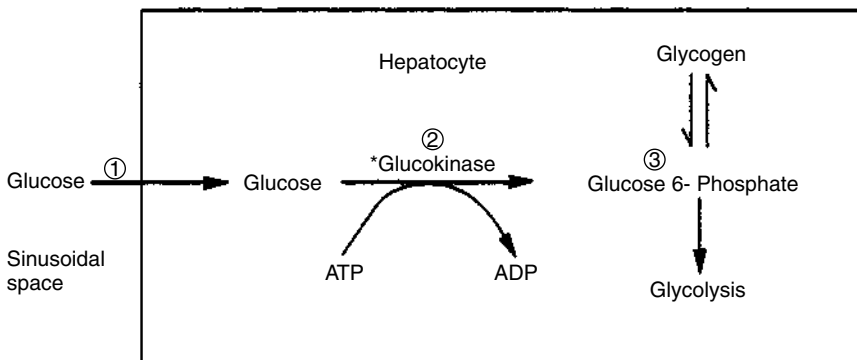 Hepatocyte
Glycogen
①
②
*Glucokinase
③
Glucose
Glucose
Glucose 6- Phosphate
Sinusoidal
space
ATP
ADP
Glycolysis